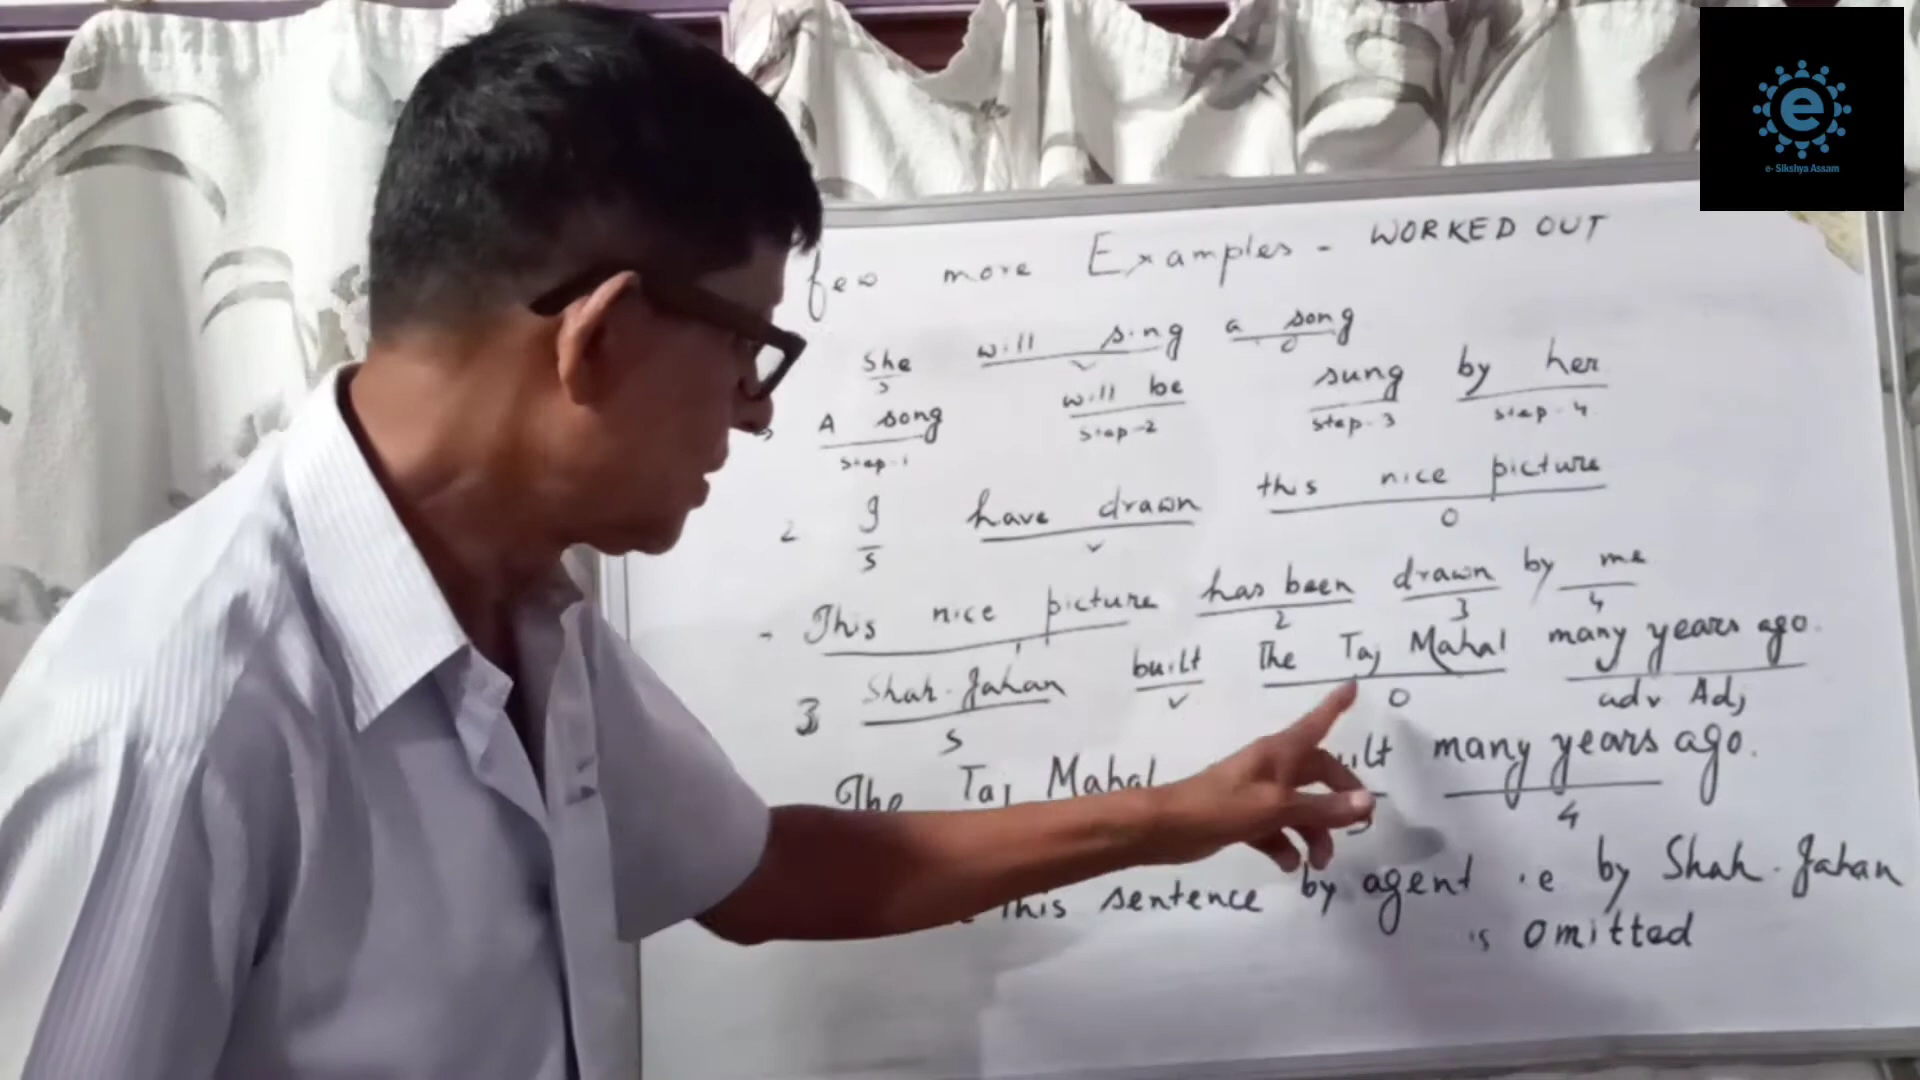 e
e- Sikshya Assam
few more Examples - WORKED OUT
She will sing a song
S V O
A song will be sung by her
step-1 step-2 step-3 step-4
2 I have drawn this nice picture
S V O
- This nice picture has been drawn by me
1 2 3 4
3 Shah-Jahan built The Taj Mahal many years ago.
S V O adv Adj
The Taj Mahal many years ago.
3 4
this sentence by agent i.e by Shah-Jahan
is omitted